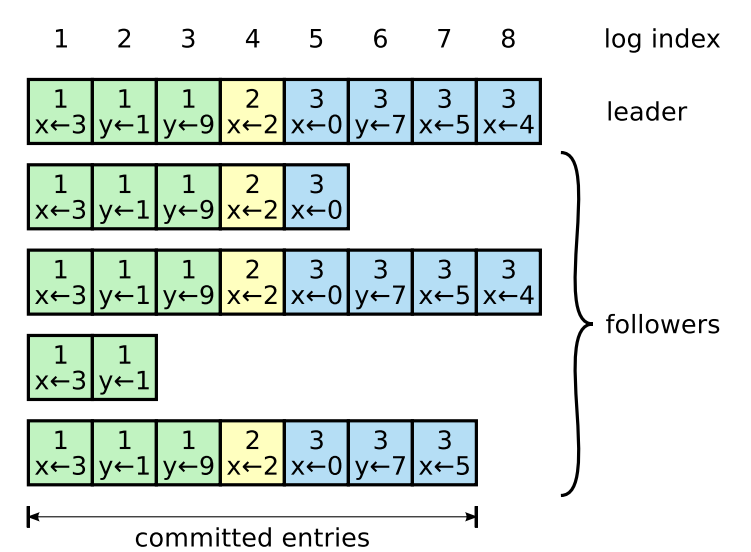 1 2 3 4 5 6 7 8 log index
1 1 1 2 3 3 3 3
x←3 y←1 y←9 x←2 x←0 y←7 x←5 x←4
leader
1 1 1 2 3
x←3 y←1 y←9 x←2 x←0
1 1 1 2 3 3 3 3
x←3 y←1 y←9 x←2 x←0 y←7 x←5 x←4
followers
1 1
x←3 y←1
1 1 1 2 3 3 3
x←3 y←1 y←9 x←2 x←0 y←7 x←5
committed entries